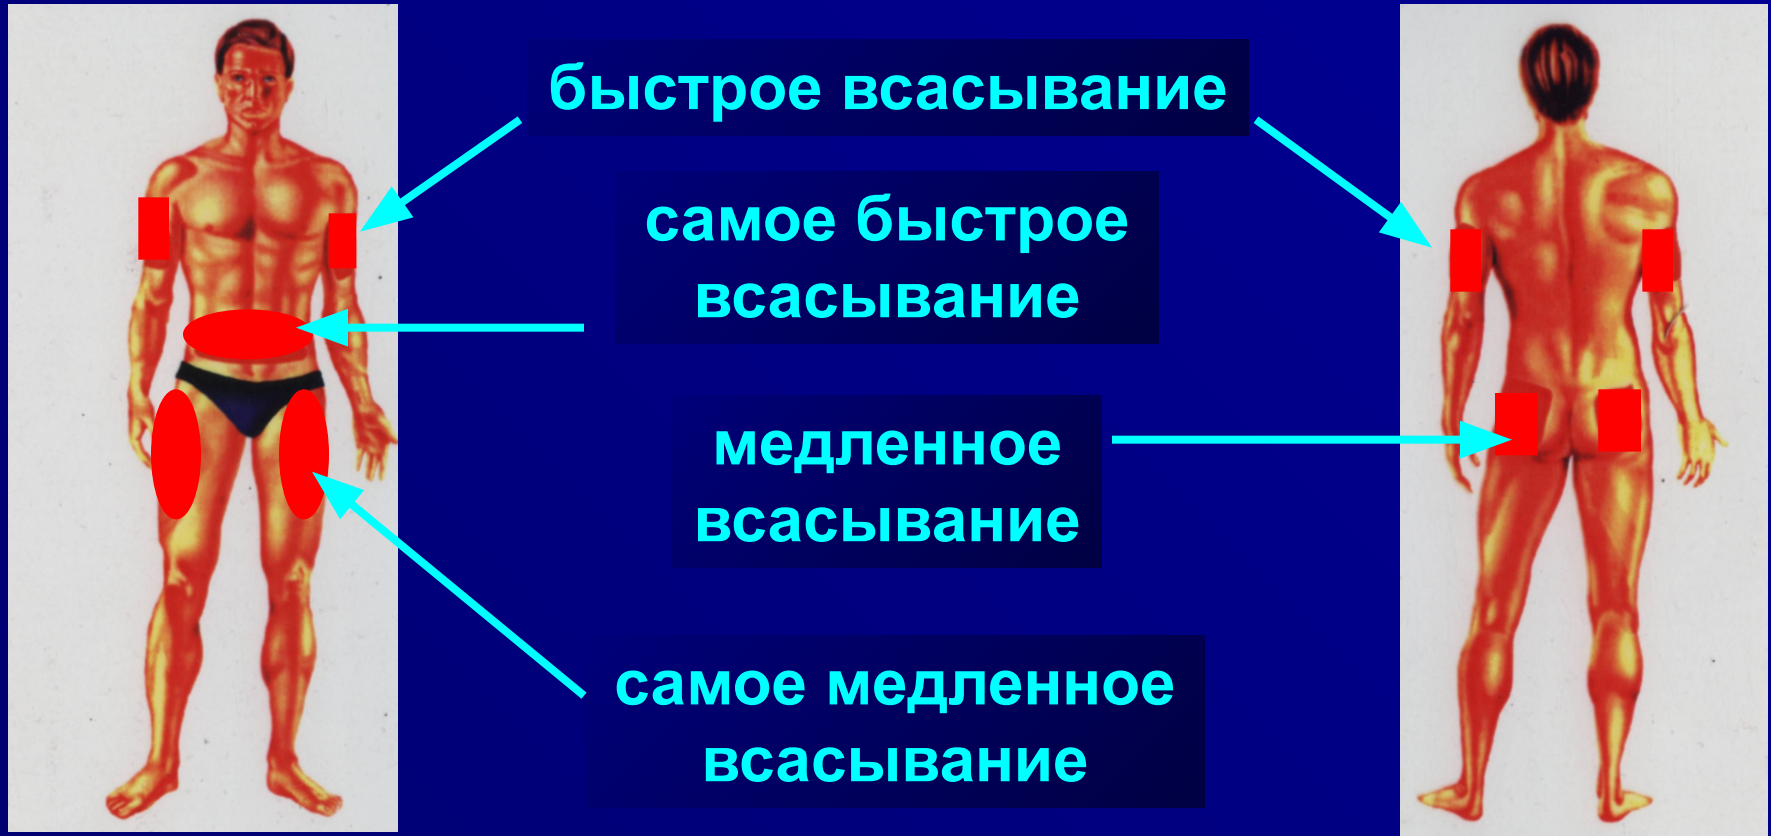 быстрое всасывание
самое быстрое
всасывание
медленное
всасывание
самое медленное
всасывание